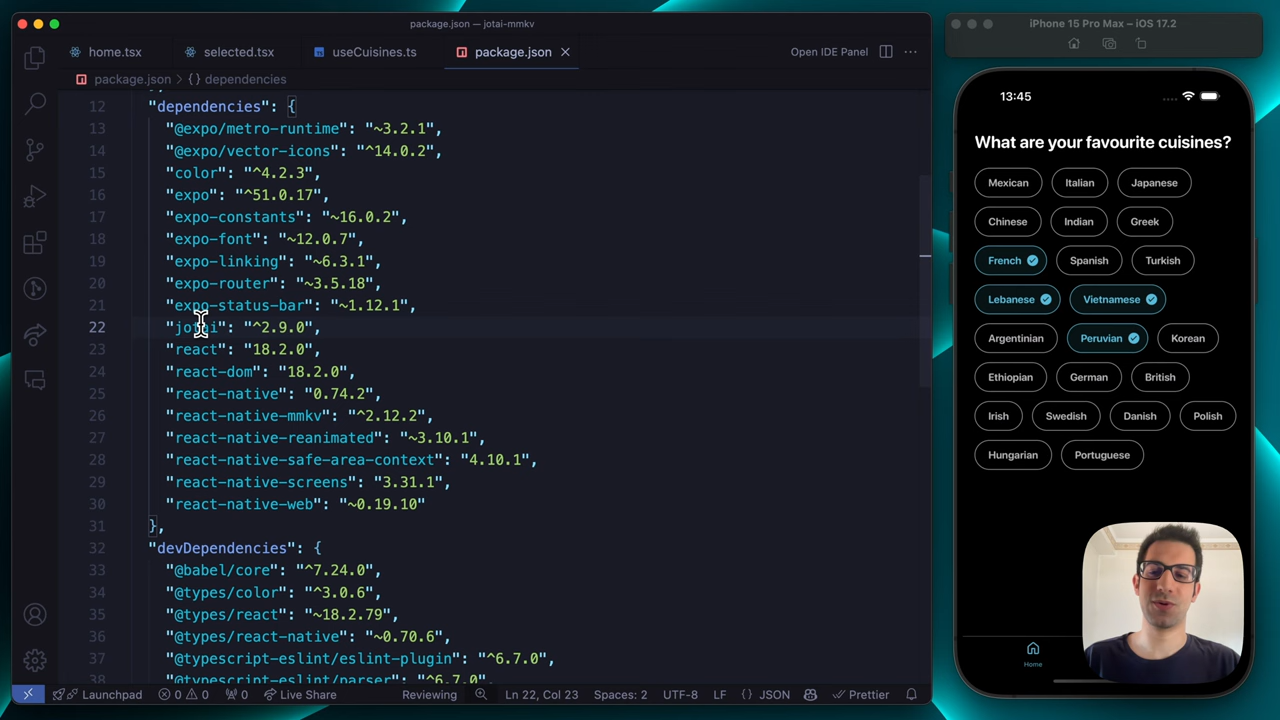 package.json — jotai-mmkv
home.tsx
selected.tsx
TS useCuisines.ts
package.json
Open IDE Panel
package.json > {} dependencies
12 "dependencies": {
13 "@expo/metro-runtime": "~3.2.1",
14 "@expo/vector-icons": "^14.0.2",
15 "color": "^4.2.3",
16 "expo": "^51.0.17",
17 "expo-constants": "~16.0.2",
18 "expo-font": "~12.0.7",
19 "expo-linking": "~6.3.1",
20 "expo-router": "~3.5.18",
21 "expo-status-bar": "~1.12.1",
22 "jotai": "^2.9.0",
23 "react": "18.2.0",
24 "react-dom": "18.2.0",
25 "react-native": "0.74.2",
26 "react-native-mmkv": "^2.12.2",
27 "react-native-reanimated": "~3.10.1",
28 "react-native-safe-area-context": "4.10.1",
29 "react-native-screens": "3.31.1",
30 "react-native-web": "~0.19.10"
31 },
32 "devDependencies": {
33 "@babel/core": "^7.24.0",
34 "@types/color": "^3.0.6",
35 "@types/react": "~18.2.79",
36 "@types/react-native": "~0.70.6",
37 "@typescript-eslint/eslint-plugin": "^6.7.0",
38 "@typescript-eslint/parser": "^6.7.0",
Launchpad 0 0 0 Live Share Reviewing Ln 22, Col 23 Spaces: 2 UTF-8 LF {} JSON Prettier
iPhone 15 Pro Max – iOS 17.2
13:45
What are your favourite cuisines?
Mexican Italian Japanese
Chinese Indian Greek
French Spanish Turkish
Lebanese Vietnamese
Argentinian Peruvian Korean
Ethiopian German British
Irish Swedish Danish Polish
Hungarian Portuguese
Home